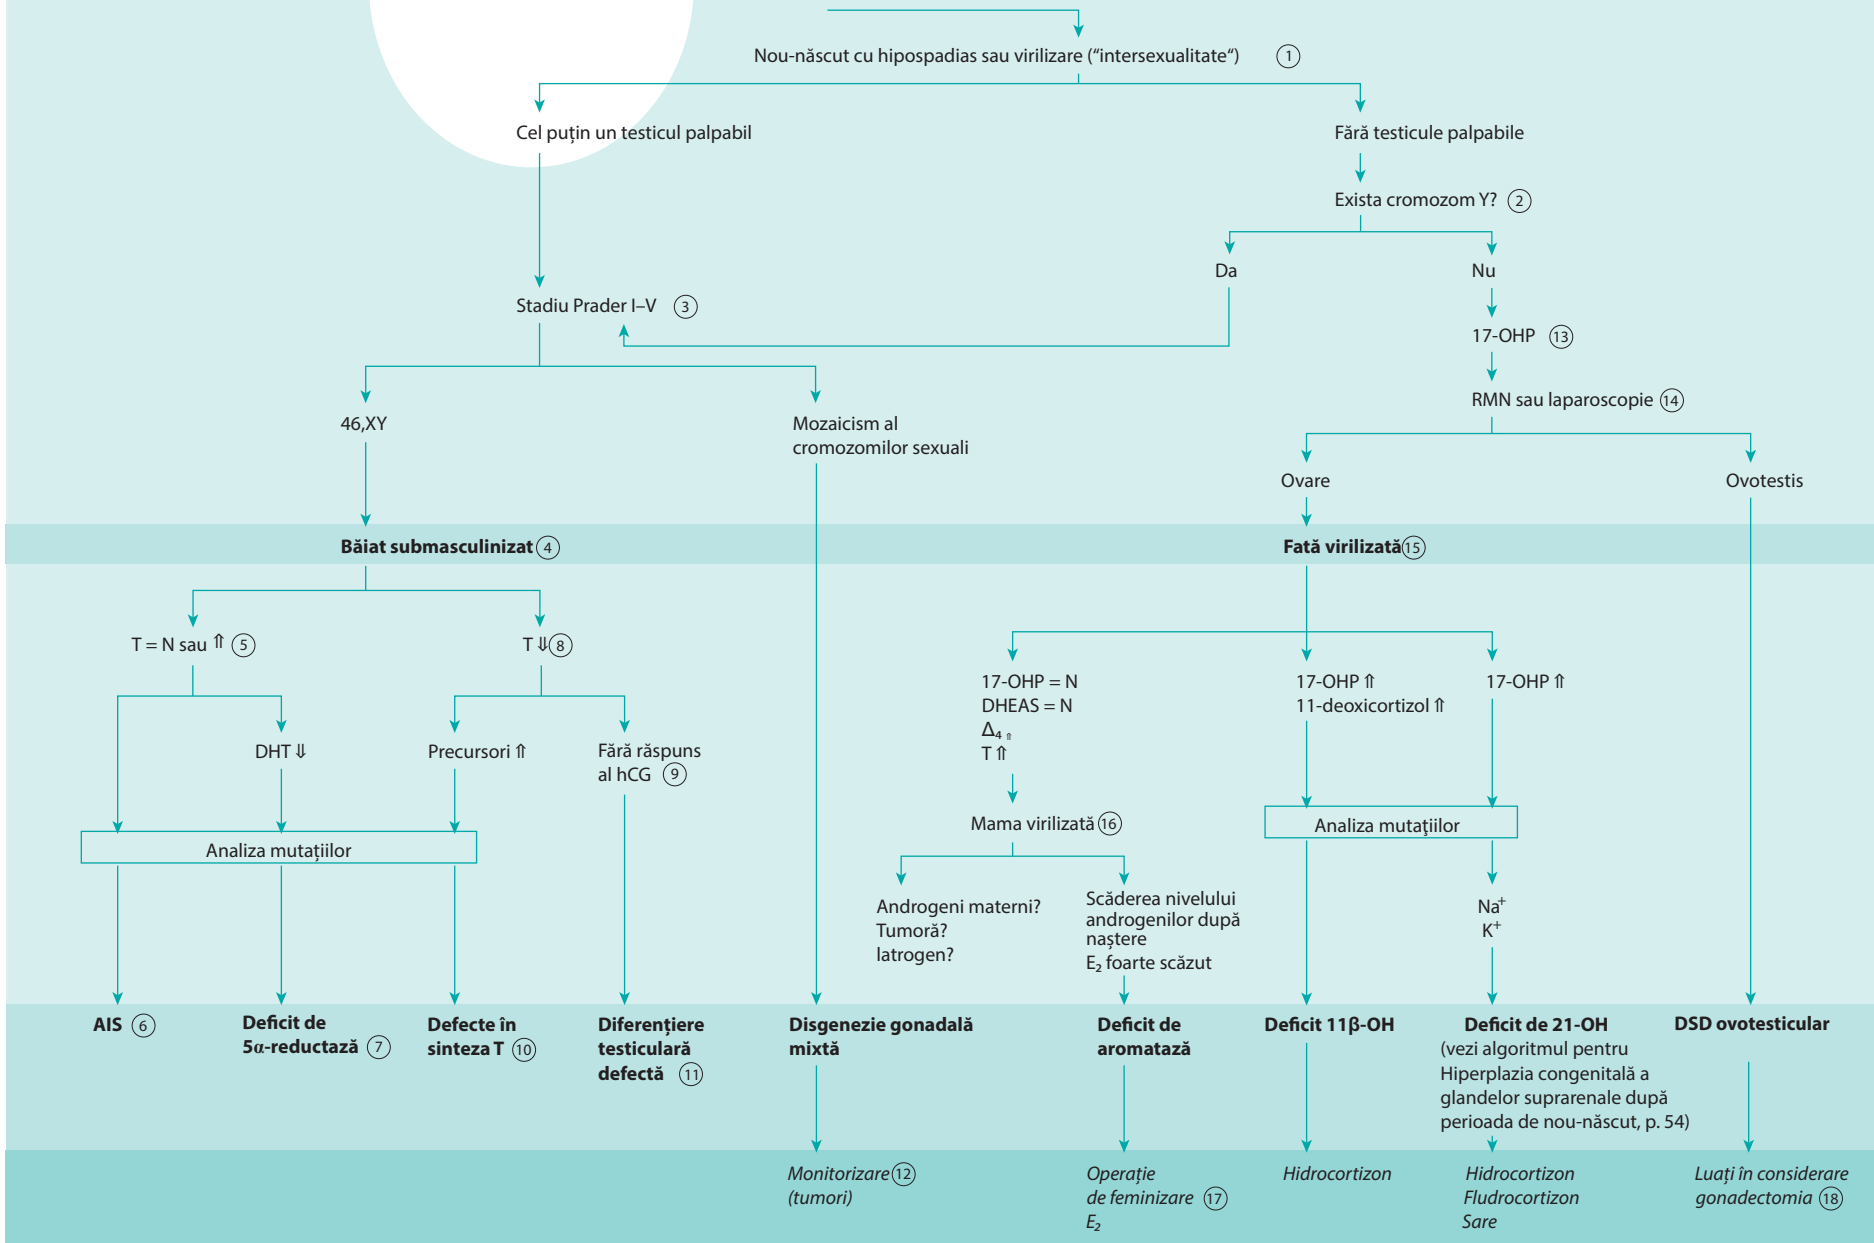 Nou-născut cu hipospadias sau virilizare (“intersexualitate“) 1
Cel puțin un testicul palpabil
Fără testicule palpabile
Exista cromozom Y? 2
Da
Nu
Stadiu Prader I–V 3
17-OHP 13
RMN sau laparoscopie 14
46,XY
Mozaicism al
cromozomilor sexuali
Ovare
Ovotestis
Băiat submasculinizat 4
Fată virilizată 15
T = N sau ⇑ 5
T ⇓ 8
17-OHP = N
DHEAS = N
Δ₄ ⇑
T ⇑
17-OHP ⇑
11-deoxicortizol ⇑
17-OHP ⇑
DHT ⇓
Precursori ⇑
Fără răspuns
al hCG 9
Mama virilizată 16
Analiza mutațiilor
Analiza mutaţiilor
Androgeni materni?
Tumoră?
Iatrogen?
Scăderea nivelului
androgenilor după
naștere
E₂ foarte scăzut
Na⁺
K⁺
AIS 6
Deficit de
5α-reductază 7
Defecte în
sinteza T 10
Diferențiere
testiculară
defectă 11
Disgenezie gonadală
mixtă
Deficit de
aromatază
Deficit 11β-OH
Deficit de 21-OH
(vezi algoritmul pentru
Hiperplazia congenitală a
glandelor suprarenale după
perioada de nou-născut, p. 54)
DSD ovotesticular
Monitorizare 12
(tumori)
Operație
de feminizare 17
E₂
Hidrocortizon
Hidrocortizon
Fludrocortizon
Sare
Luați în considerare
gonadectomia 18